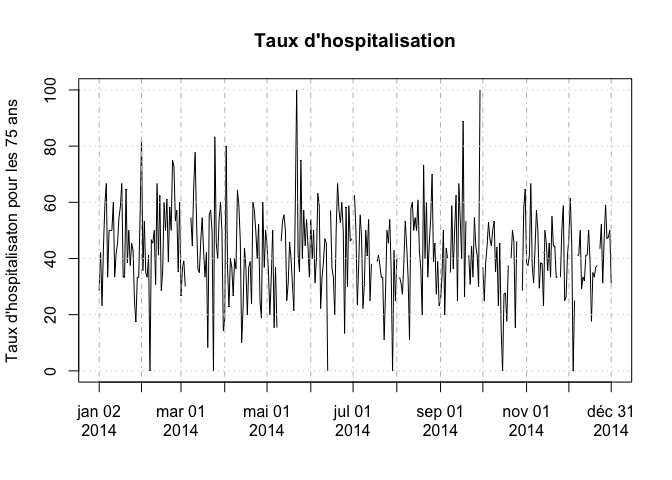 Taux d'hospitalisation
Taux d'hospitalisaton pour les 75 ans
100
80
60
40
20
0
jan 02 mar 01 mai 01 jul 01 sep 01 nov 01 déc 31
2014 2014 2014 2014 2014 2014 2014